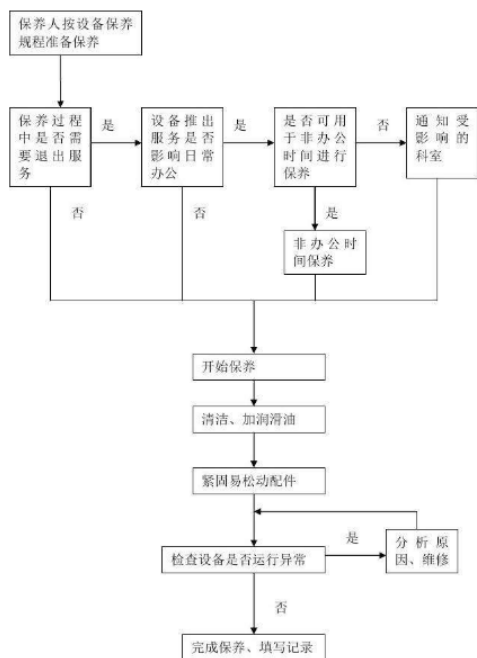 保养人按设备保养
规程准备保养
保养过程
中是否需
要退出服
务
是
设备推出
服务是否
影响日常
办公
是
是否可用
于非办公
时间进行
保养
否
通知受
影响的
科室
否
否
是
非办公时
间保养
开始保养
清洁、加润滑油
紧固易松动配件
检查设备是否运行异常
是
分析原
因、维修
否
完成保养、填写记录